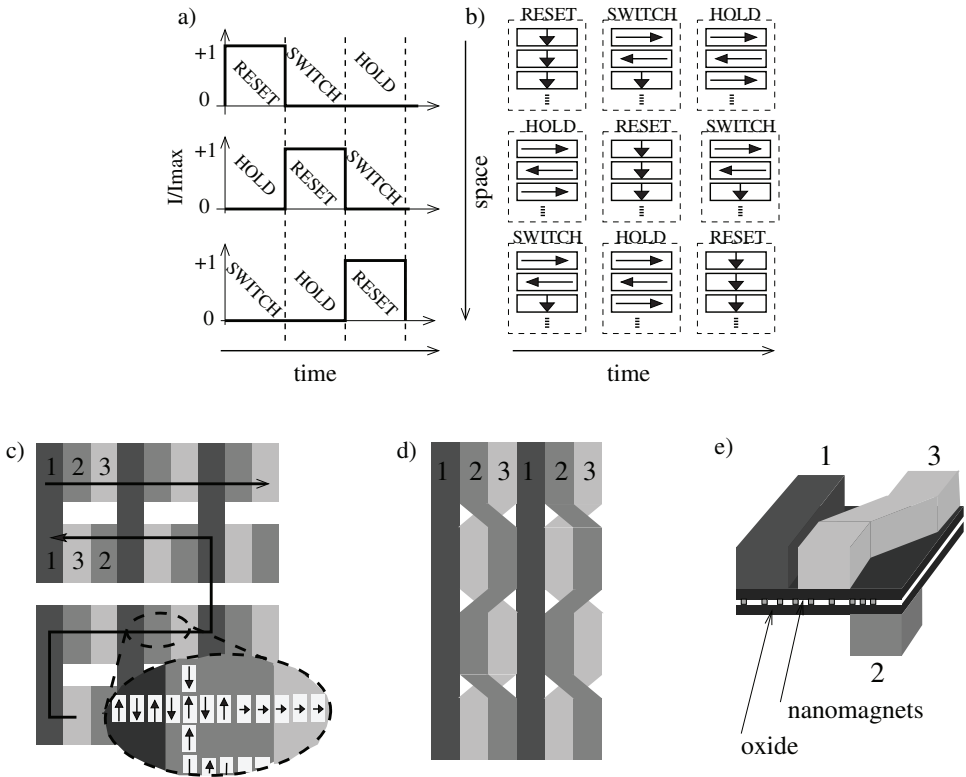 a)
I/Imax
+1
0
RESET
SWITCH
HOLD
+1
0
HOLD
RESET
SWITCH
+1
0
SWITCH
HOLD
RESET
time
b)
space
RESET
SWITCH
HOLD
HOLD
RESET
SWITCH
SWITCH
HOLD
RESET
time
c)
1 2 3
1 3 2
d)
1 2 3 1 2 3
e)
1
3
2
nanomagnets
oxide